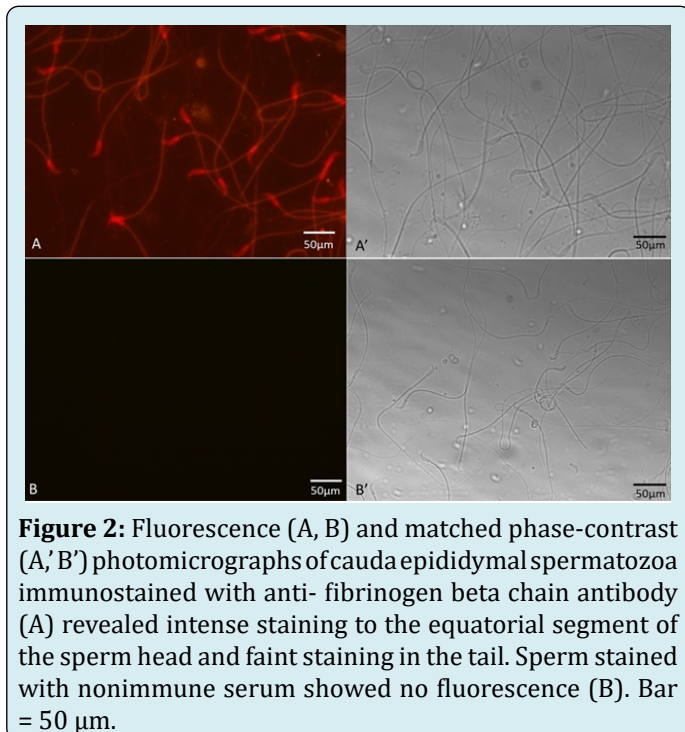 A
50µm
A'
50µm
B
50µm
B'
50µm
Figure 2: Fluorescence (A, B) and matched phase-contrast
(A,' B') photomicrographs of cauda epididymal spermatozoa
immunostained with anti- fibrinogen beta chain antibody
(A) revealed intense staining to the equatorial segment of
the sperm head and faint staining in the tail. Sperm stained
with nonimmune serum showed no fluorescence (B). Bar
= 50 µm.